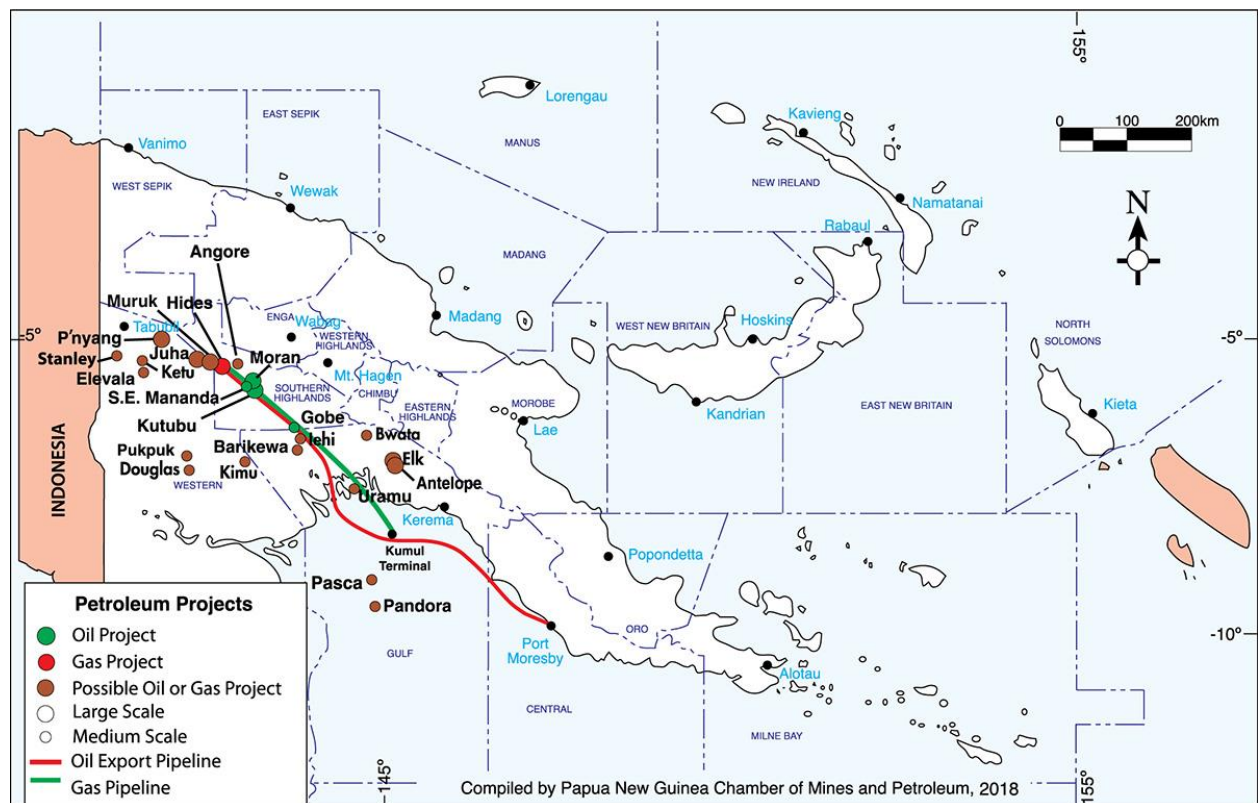 155°
0 100 200km
N
Lorengau
Kavieng
EAST SEPIK
MANUS
Vanimo
WEST SEPIK
NEW IRELAND
Wewak
Namatanai
Rabaul
Angore
MADANG
Muruk
Hides
ENGA
Wabag
Madang
WEST NEW BRITAIN
Hoskins
NORTH
SOLOMONS
-5°
-5°
Tabubil
P'nyang
WESTERN
HIGHLANDS
Stanley
Juha
Ketu
Moran
Elevala
S.E. Mananda
SOUTHERN
HIGHLANDS
Mt. Hagen
CHIMBU
EASTERN
HIGHLANDS
MOROBE
Kandrian
EAST NEW BRITAIN
Kieta
Kutubu
Gobe
Iehi
Bwata
Lae
Barikewa
Pukpuk
Douglas
Kimu
Elk
Antelope
WESTERN
Uramu
Kerema
INDONESIA
Kumul
Terminal
Popondetta
Pasca
Pandora
ORO
Port
Moresby
-10°
GULF
Alotau
CENTRAL
MILNE BAY
Petroleum Projects
Oil Project
Gas Project
Possible Oil or Gas Project
Large Scale
Medium Scale
Oil Export Pipeline
Gas Pipeline
145°
Compiled by Papua New Guinea Chamber of Mines and Petroleum, 2018
155°